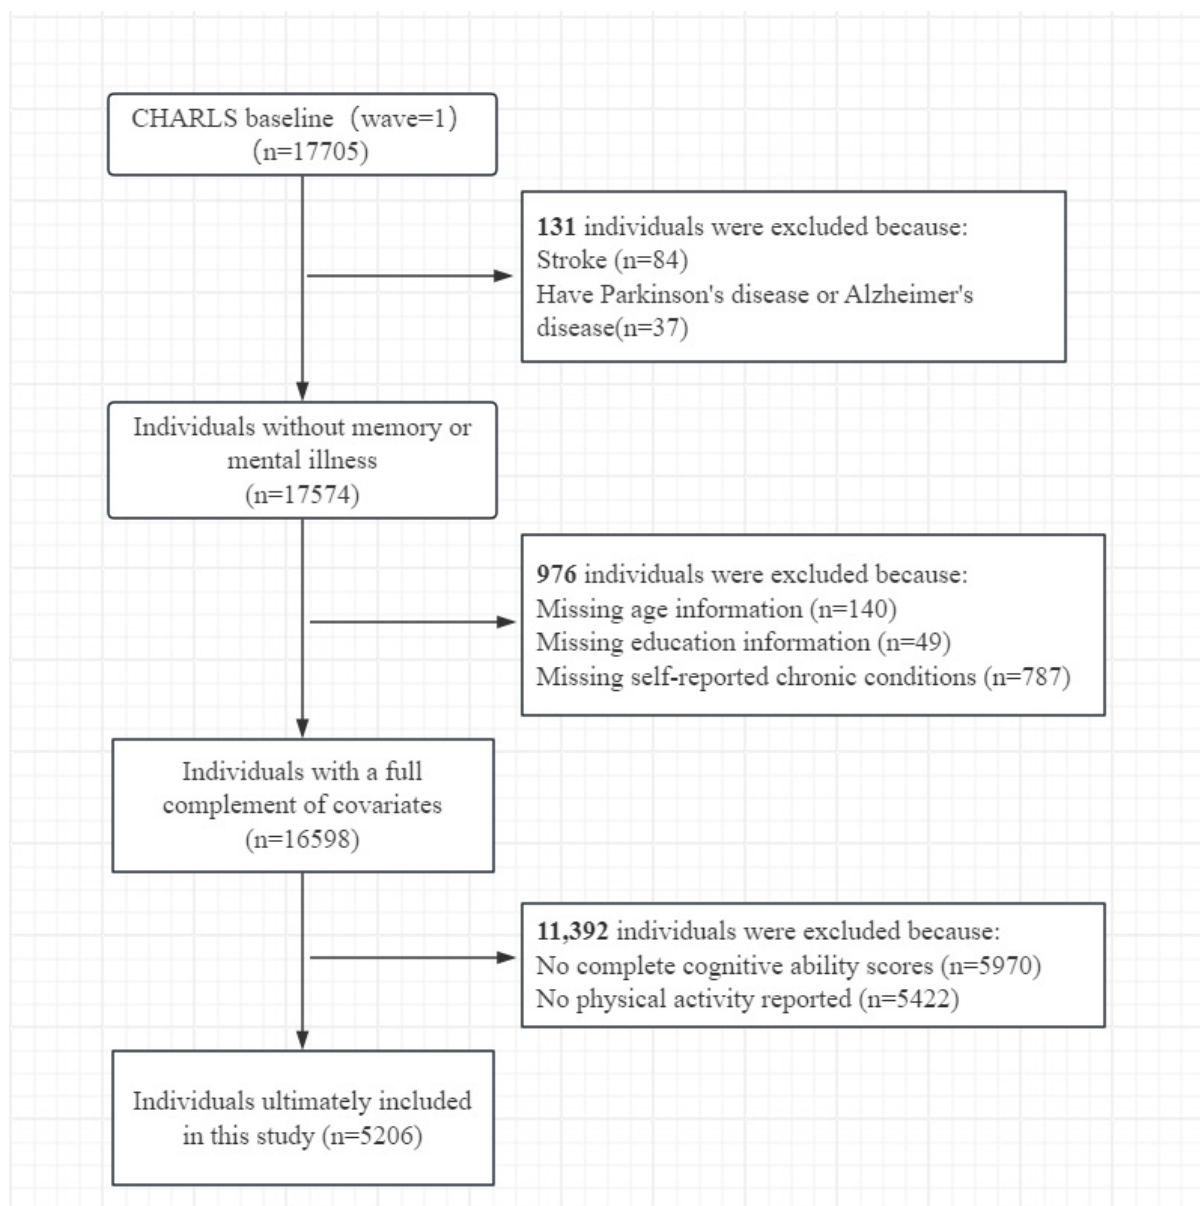 CHARLS baseline（wave=1）
(n=17705)
131 individuals were excluded because:
Stroke (n=84)
Have Parkinson's disease or Alzheimer's
disease(n=37)
Individuals without memory or
mental illness
(n=17574)
976 individuals were excluded because:
Missing age information (n=140)
Missing education information (n=49)
Missing self-reported chronic conditions (n=787)
Individuals with a full
complement of covariates
(n=16598)
11,392 individuals were excluded because:
No complete cognitive ability scores (n=5970)
No physical activity reported (n=5422)
Individuals ultimately included
in this study (n=5206)